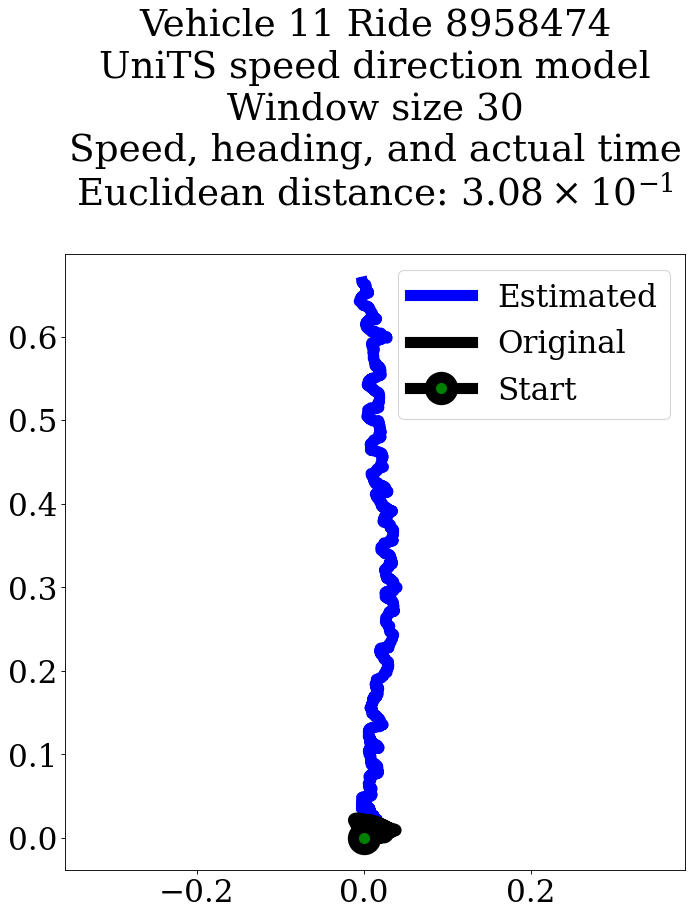 Vehicle 11 Ride 8958474
UniTS speed direction model
Window size 30
Speed, heading, and actual time
Euclidean distance: 3.08 × 10⁻¹
Estimated
Original
Start
0.6
0.5
0.4
0.3
0.2
0.1
0.0
−0.2 0.0 0.2